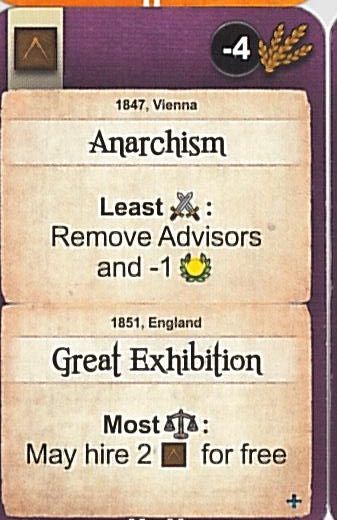 -4
1847, Vienna
Anarchism
Least :
Remove Advisors
and -1
1851, England
Great Exhibition
Most :
May hire 2 for free
+